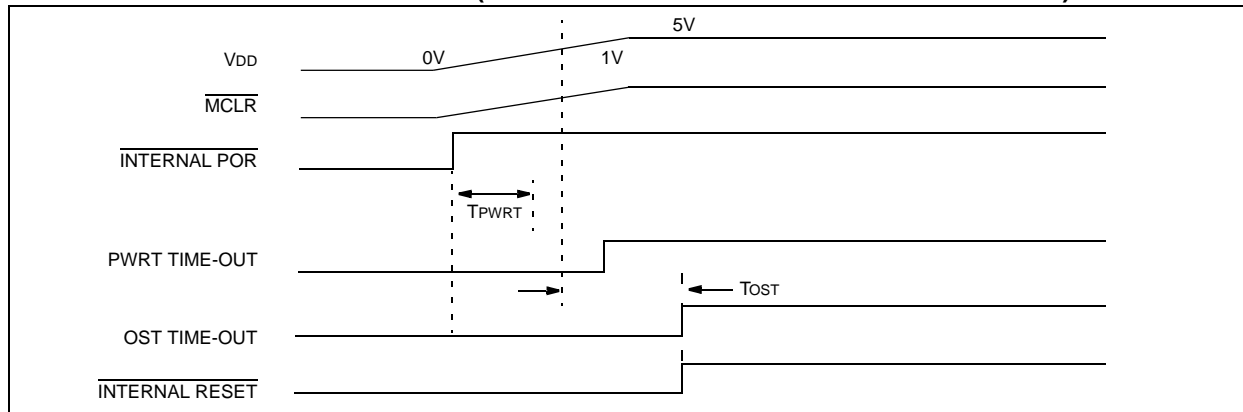 5V
VDD 0V 1V
MCLR
INTERNAL POR
TPWRT
PWRT TIME-OUT
TOST
OST TIME-OUT
INTERNAL RESET